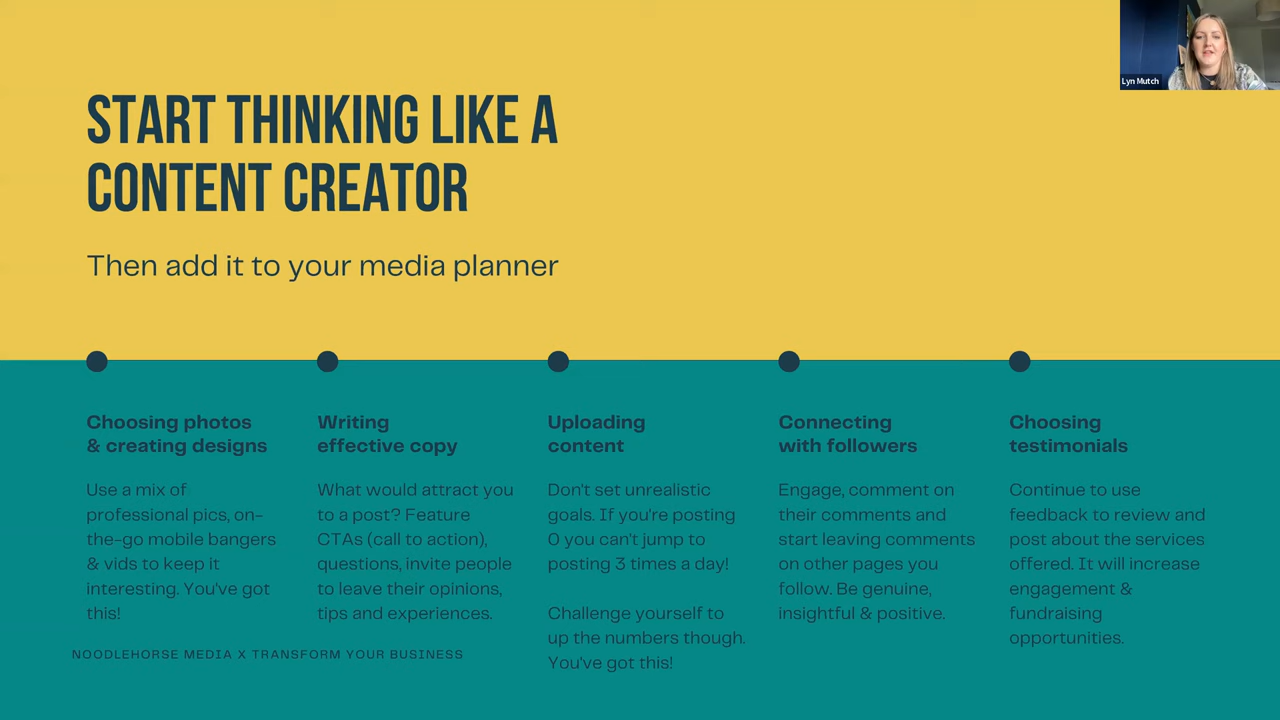 Lyn Mutch
START THINKING LIKE A
CONTENT CREATOR
Then add it to your media planner
Choosing photos
& creating designs
Use a mix of
professional pics, on-
the-go mobile bangers
& vids to keep it
interesting. You've got
this!
Writing
effective copy
What would attract you
to a post? Feature
CTAs (call to action),
questions, invite people
to leave their opinions,
tips and experiences.
Uploading
content
Don't set unrealistic
goals. If you're posting
0 you can't jump to
posting 3 times a day!
Challenge yourself to
up the numbers though.
You've got this!
Connecting
with followers
Engage, comment on
their comments and
start leaving comments
on other pages you
follow. Be genuine,
insightful & positive.
Choosing
testimonials
Continue to use
feedback to review and
post about the services
offered. It will increase
engagement &
fundraising
opportunities.
NOODLEHORSE MEDIA X TRANSFORM YOUR BUSINESS